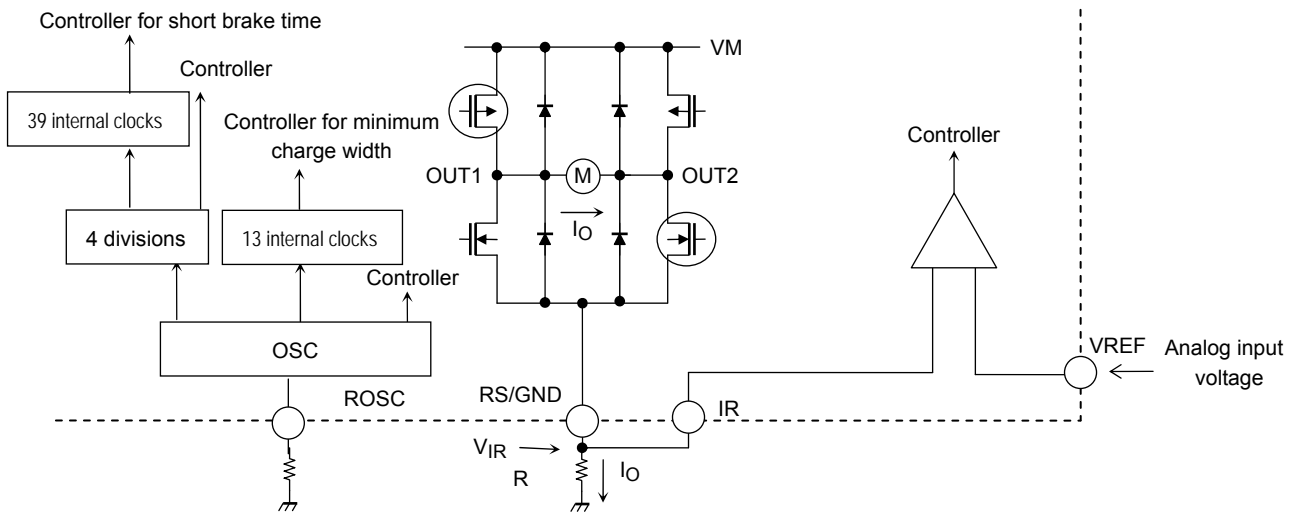 Controller for short brake time
Controller
39 internal clocks
Controller for minimum
charge width
4 divisions
13 internal clocks
Controller
OSC
ROSC
VM
OUT1
M
OUT2
IO
RS/GND
IR
VIR
R
IO
Controller
VREF
Analog input
voltage